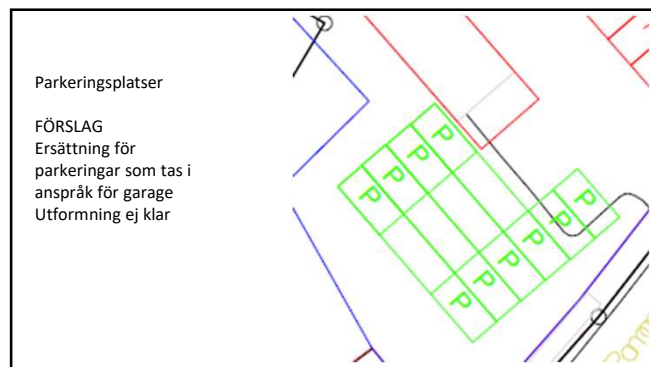 Parkeringsplatser
FÖRSLAG
Ersättning för
parkeringar som tas i
anspråk för garage
Utformning ej klar
P
P
P
P
P
P
P
P
P